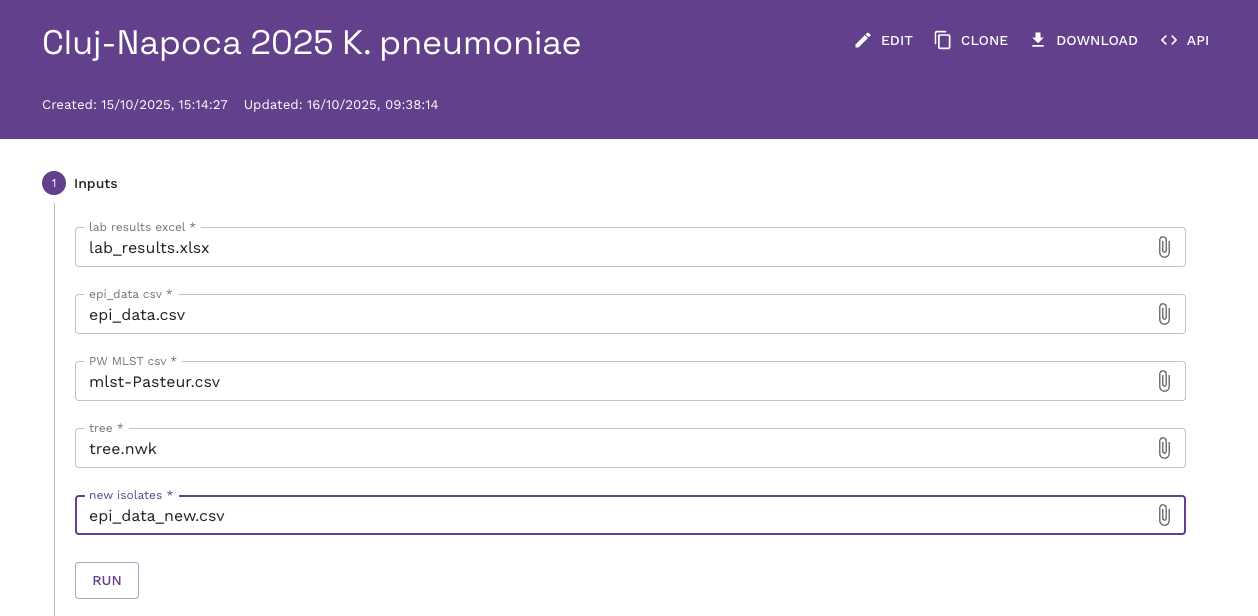 Cluj-Napoca 2025 K. pneumoniae
EDIT
CLONE
DOWNLOAD
API
Created: 15/10/2025, 15:14:27 Updated: 16/10/2025, 09:38:14
1 Inputs
lab results excel *
lab_results.xlsx
epi_data csv *
epi_data.csv
PW MLST csv *
mlst-Pasteur.csv
tree *
tree.nwk
new isolates *
epi_data_new.csv
RUN